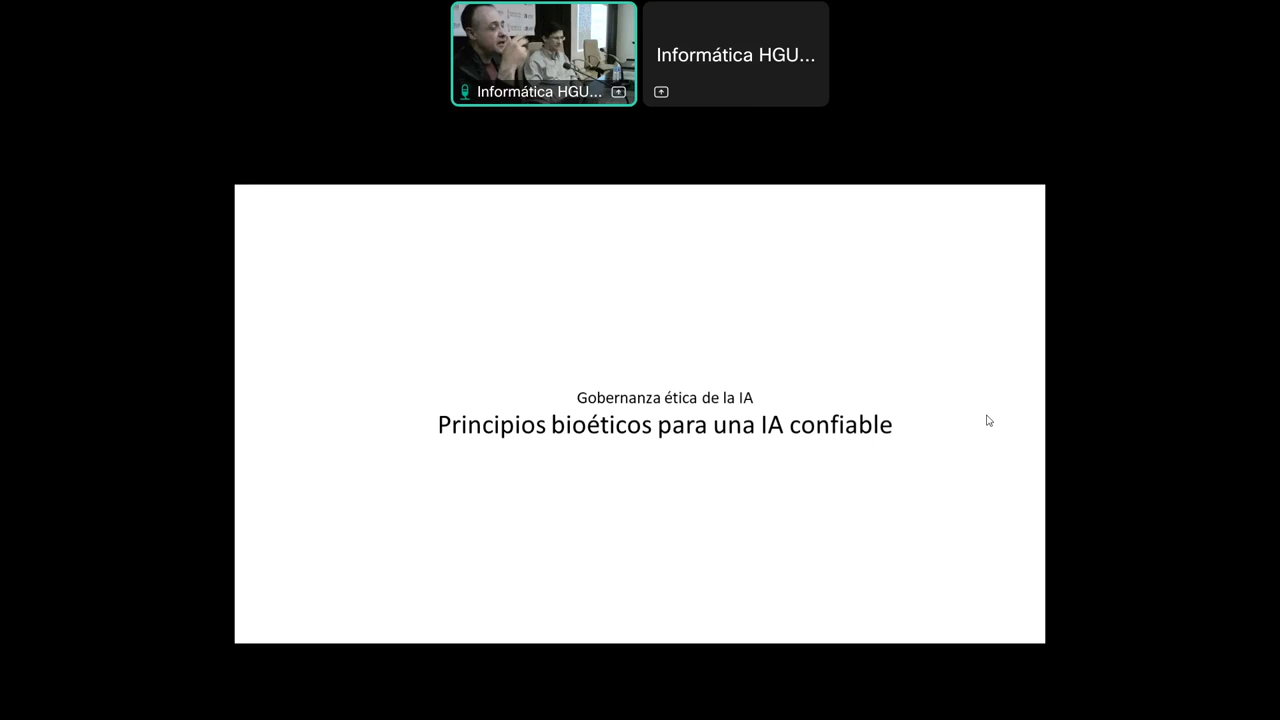 Informática HGU...
Informática HGU...
Gobernanza ética de la IA
Principios bioéticos para una IA confiable